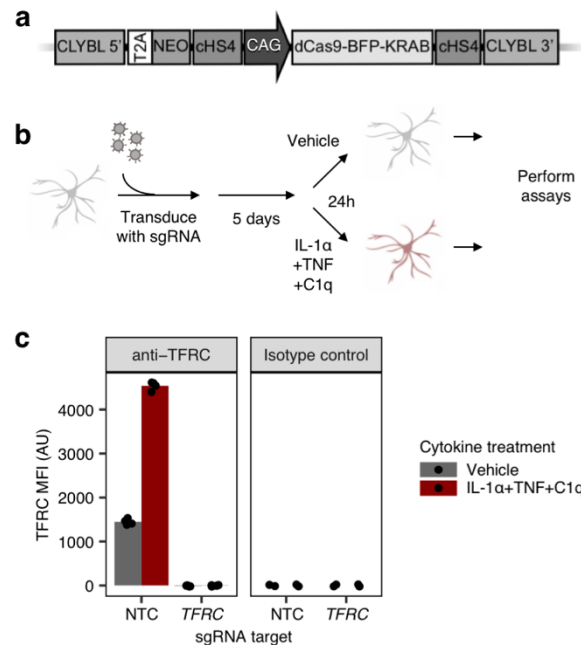 a
CLYBL 5' T2A NEO cHS4 CAG dCas9-BFP-KRAB cHS4 CLYBL 3'
b
Transduce
with sgRNA
5 days
Vehicle
24h
IL-1α
+TNF
+C1q
Perform
assays
c
anti−TFRC Isotype control
TFRC MFI (AU)
4000
3000
2000
1000
0
NTC TFRC NTC TFRC
sgRNA target
Cytokine treatment
Vehicle
IL-1α+TNF+C1q